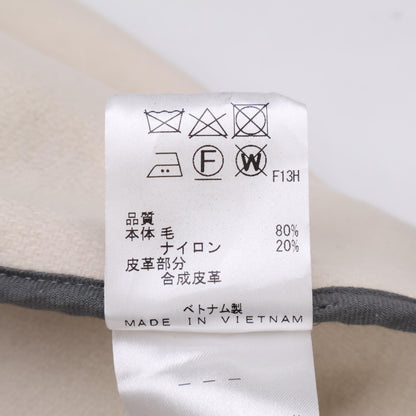 F W F13H
品質
本体 毛 80%
ナイロン 20%
皮革部分
合成皮革
ベトナム製
MADE IN VIETNAM